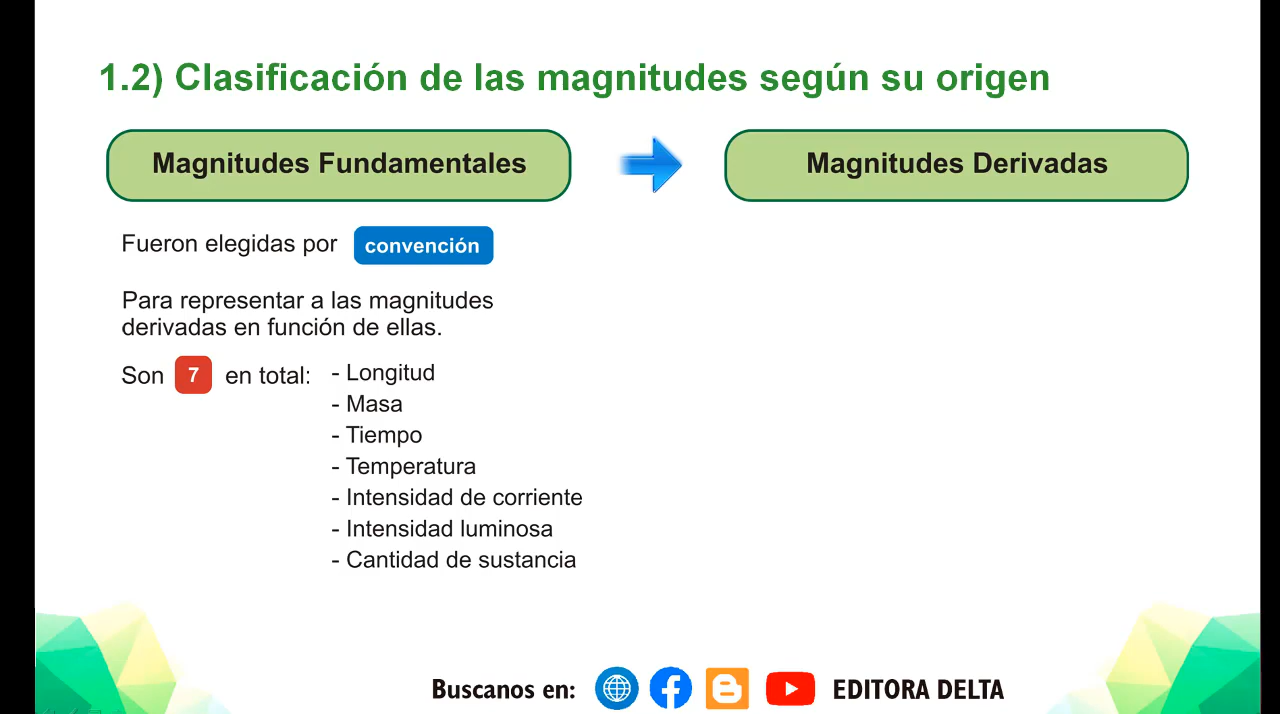 1.2) Clasificación de las magnitudes según su origen
Magnitudes Fundamentales
Magnitudes Derivadas
Fueron elegidas por convención
Para representar a las magnitudes
derivadas en función de ellas.
Son 7 en total:
- Longitud
- Masa
- Tiempo
- Temperatura
- Intensidad de corriente
- Intensidad luminosa
- Cantidad de sustancia
Buscanos en: EDITORA DELTA